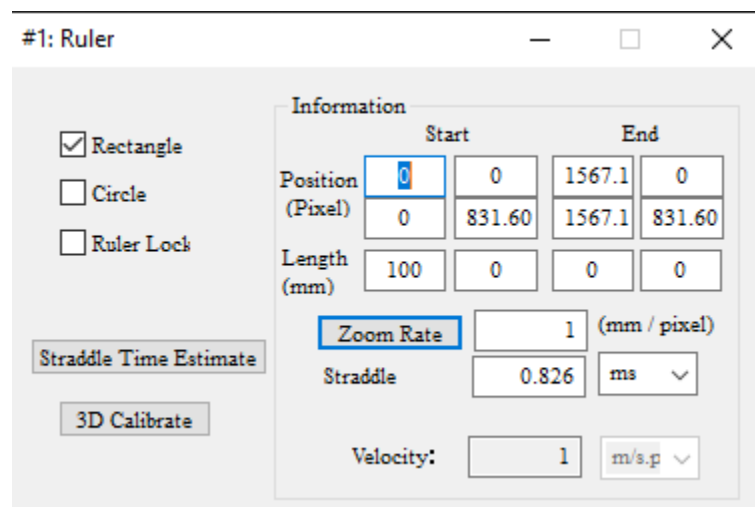 #1: Ruler
Rectangle
Circle
Ruler Lock
Straddle Time Estimate
3D Calibrate
Information
Start End
Position (Pixel)
0 0 1567.1 0
0 831.60 1567.1 831.60
Length (mm)
100 0 0 0
Zoom Rate 1 (mm / pixel)
Straddle 0.826 ms
Velocity: 1 m/s.p